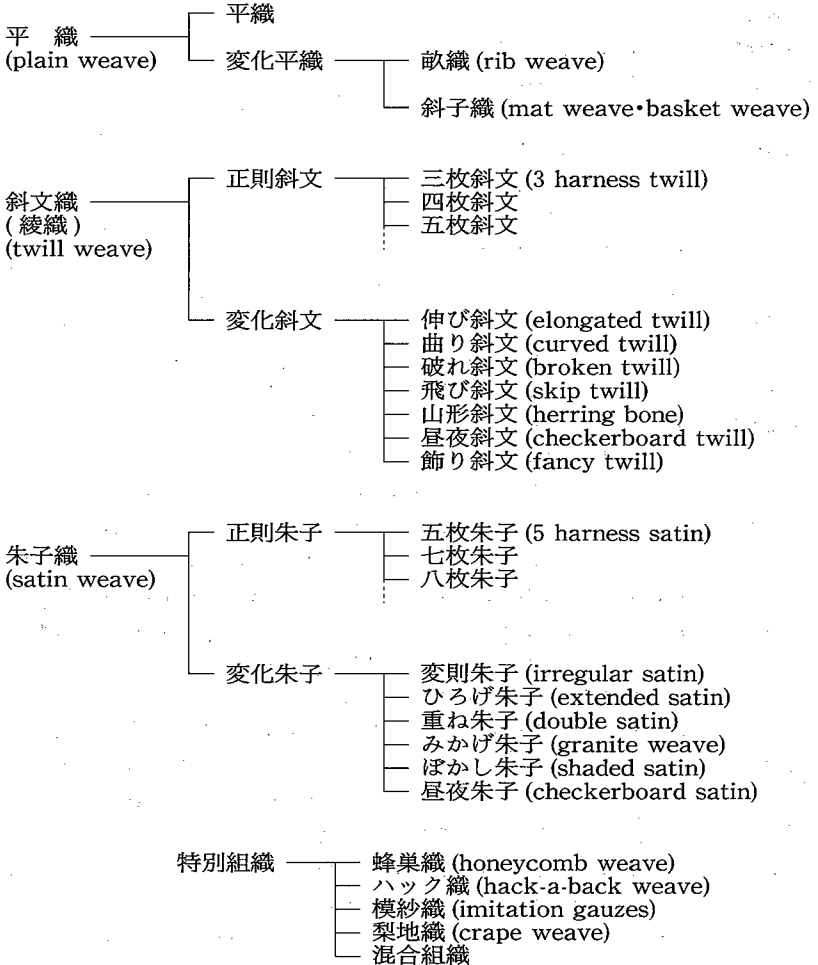 平織
平　織
(plain weave)
変化平織
畝織 (rib weave)
斜子織 (mat weave•basket weave)
正則斜文
三枚斜文 (3 harness twill)
斜文織
四枚斜文
(綾織)
五枚斜文
(twill weave)
変化斜文
伸び斜文 (elongated twill)
曲り斜文 (curved twill)
破れ斜文 (broken twill)
飛び斜文 (skip twill)
山形斜文 (herring bone)
昼夜斜文 (checkerboard twill)
飾り斜文 (fancy twill)
正則朱子
五枚朱子 (5 harness satin)
朱子織
七枚朱子
(satin weave)
八枚朱子
変化朱子
変則朱子 (irregular satin)
ひろげ朱子 (extended satin)
重ね朱子 (double satin)
みかげ朱子 (granite weave)
ぼかし朱子 (shaded satin)
昼夜朱子 (checkerboard satin)
特別組織
蜂巣織 (honeycomb weave)
ハック織 (hack-a-back weave)
模紗織 (imitation gauzes)
梨地織 (crape weave)
混合組織